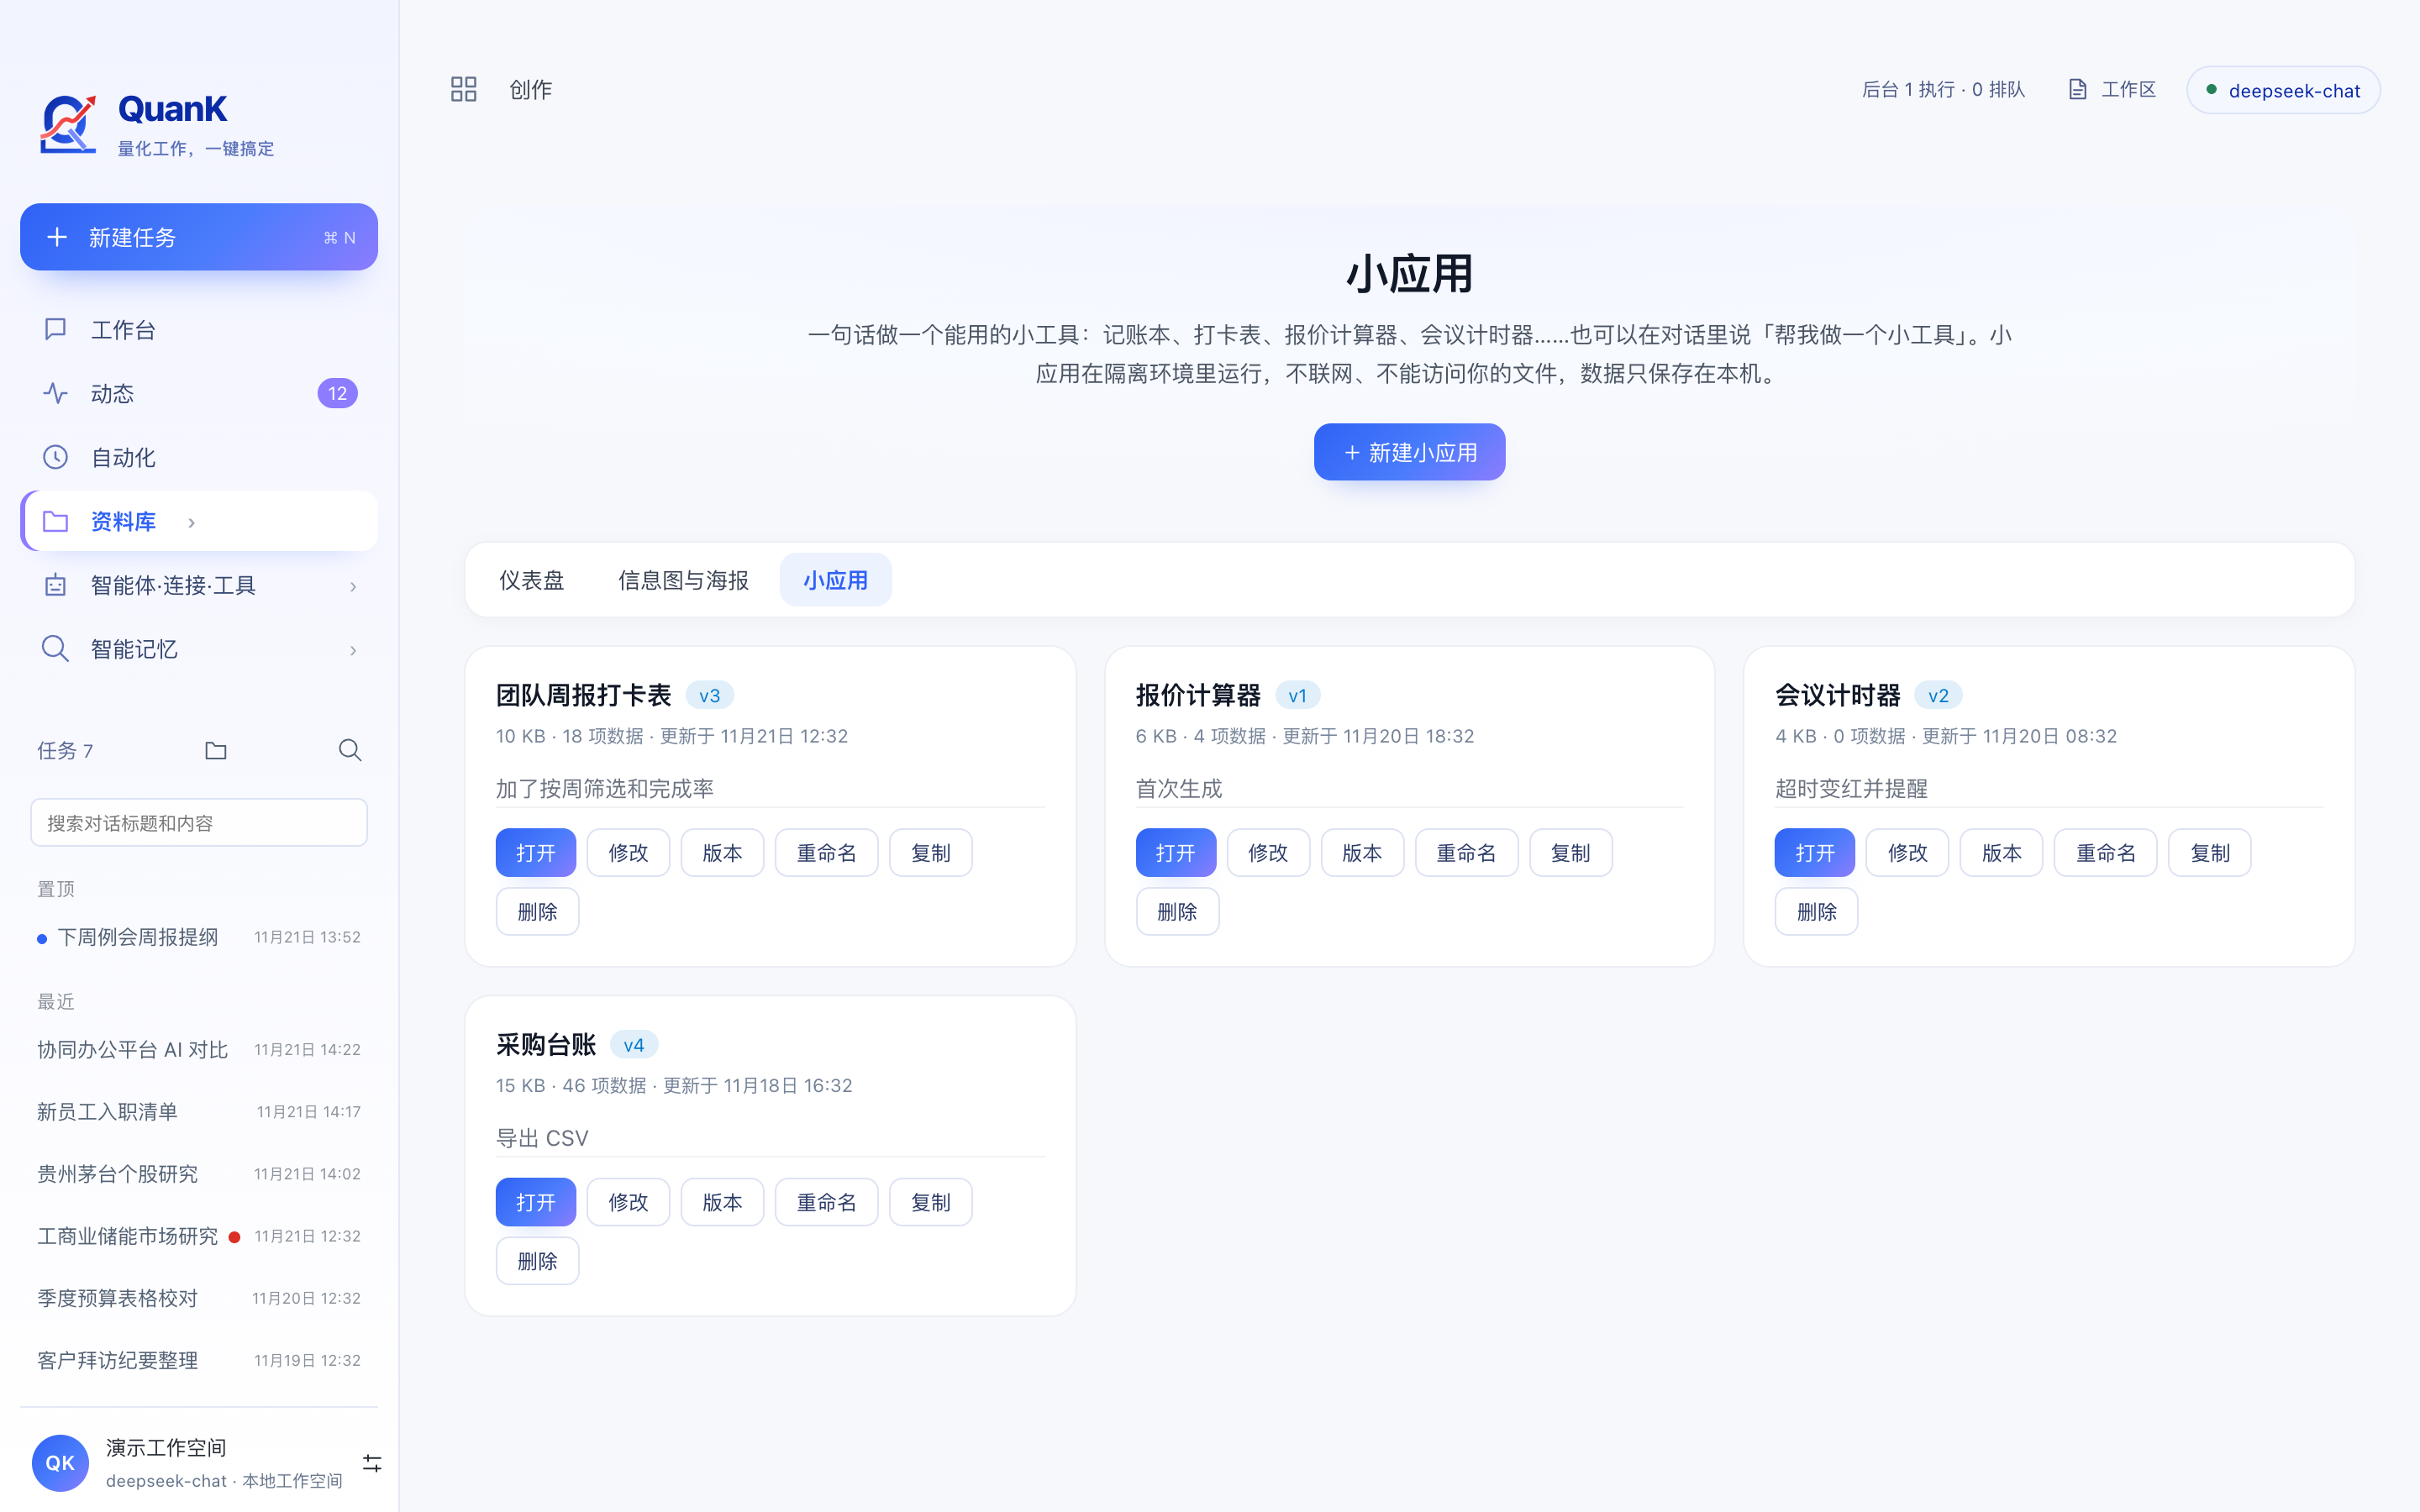 QuanK
量化工作，一键搞定
新建任务 ⌘ N
工作台
动态 12
自动化
资料库 ›
智能体·连接·工具 ›
智能记忆 ›
任务 7
搜索对话标题和内容
置顶
下周例会周报提纲 11月21日 13:52
最近
协同办公平台 AI 对比 11月21日 14:22
新员工入职清单 11月21日 14:17
贵州茅台个股研究 11月21日 14:02
工商业储能市场研究 11月21日 12:32
季度预算表格校对 11月20日 12:32
客户拜访纪要整理 11月19日 12:32
QK
演示工作空间
deepseek-chat · 本地工作空间
创作
后台 1 执行 · 0 排队
工作区
deepseek-chat
小应用
一句话做一个能用的小工具：记账本、打卡表、报价计算器、会议计时器……也可以在对话里说「帮我做一个小工具」。小
应用在隔离环境里运行，不联网、不能访问你的文件，数据只保存在本机。
+ 新建小应用
仪表盘 信息图与海报 小应用
团队周报打卡表 v3
10 KB · 18 项数据 · 更新于 11月21日 12:32
加了按周筛选和完成率
打开 修改 版本 重命名 复制
删除
报价计算器 v1
6 KB · 4 项数据 · 更新于 11月20日 18:32
首次生成
打开 修改 版本 重命名 复制
删除
会议计时器 v2
4 KB · 0 项数据 · 更新于 11月20日 08:32
超时变红并提醒
打开 修改 版本 重命名 复制
删除
采购台账 v4
15 KB · 46 项数据 · 更新于 11月18日 16:32
导出 CSV
打开 修改 版本 重命名 复制
删除